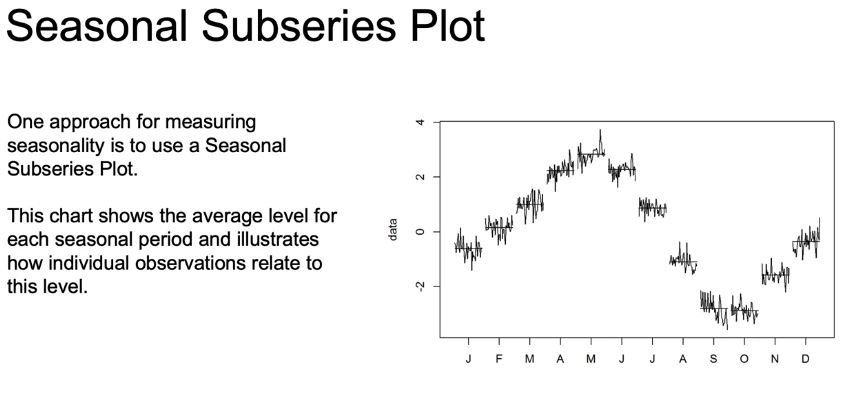 Seasonal Subseries Plot
One approach for measuring
seasonality is to use a Seasonal
Subseries Plot.
This chart shows the average level for
each seasonal period and illustrates
how individual observations relate to
this level.
data
4
2
0
-2
J F M A M J J A S O N D